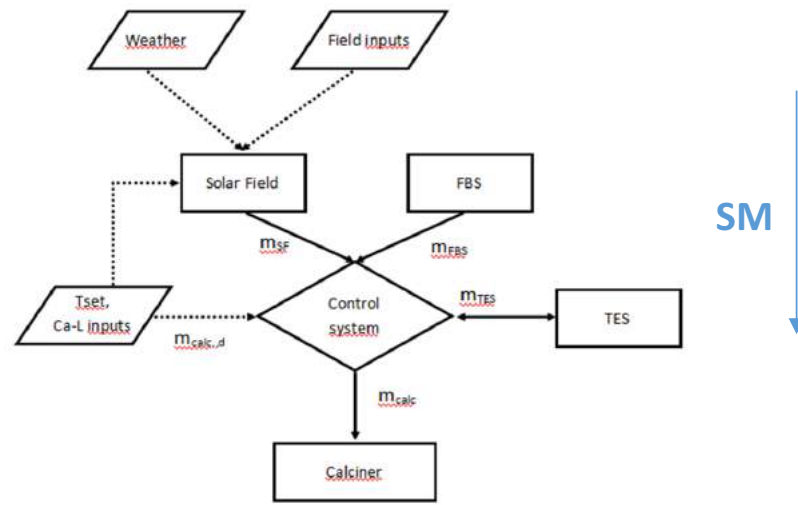 Weather
Field inputs
Solar Field
FBS
SM
mSF
mFBS
Tset,
Ca-L inputs
Control
system
mTES
TES
mcalc,d
mcalc
Calciner